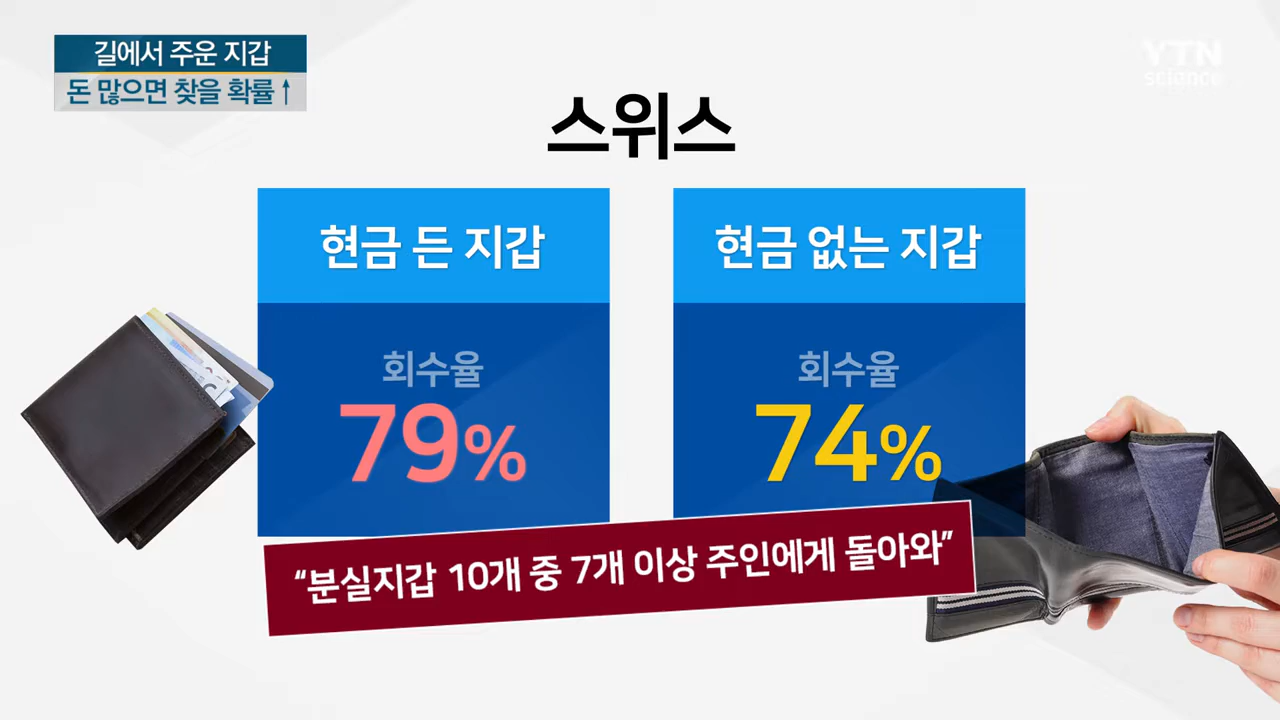 길에서 주운 지갑
돈 많으면 찾을 확률↑
YTN
science
스위스
현금 든 지갑
회수율
79%
현금 없는 지갑
회수율
74%
“분실지갑 10개 중 7개 이상 주인에게 돌아와”